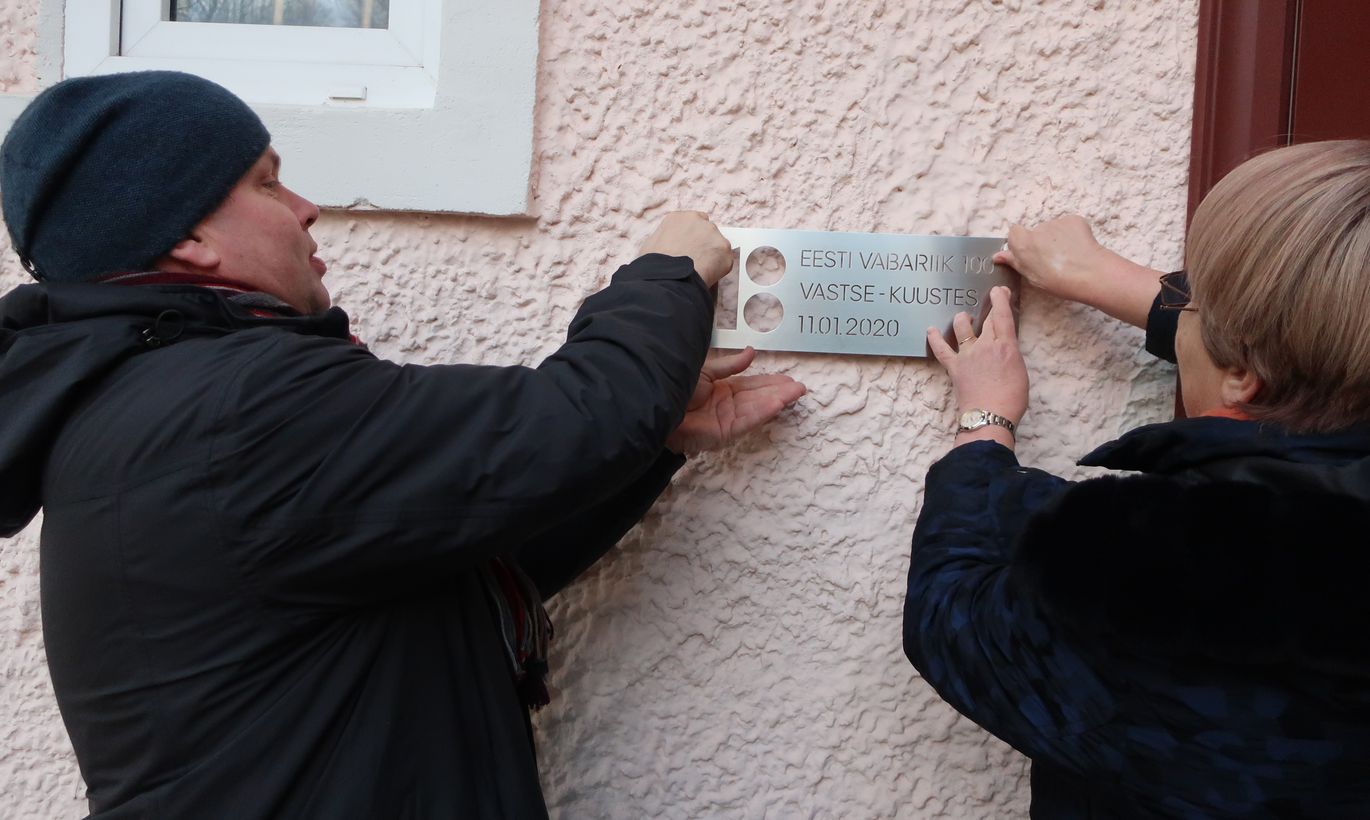 EESTI VABARIIK 100
VASTSE-KUUSTES
11.01.2020